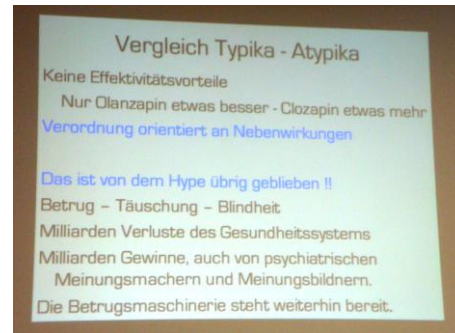 Vergleich Typika - Atypika
Keine Effektivitätsvorteile
Nur Olanzapin etwas besser - Clozapin etwas mehr
Verordnung orientiert an Nebenwirkungen
Das ist von dem Hype übrig geblieben !!
Betrug – Täuschung – Blindheit
Milliarden Verluste des Gesundheitssystems
Milliarden Gewinne, auch von psychiatrischen
Meinungsmachern und Meinungsbildnern.
Die Betrugsmaschinerie steht weiterhin bereit.